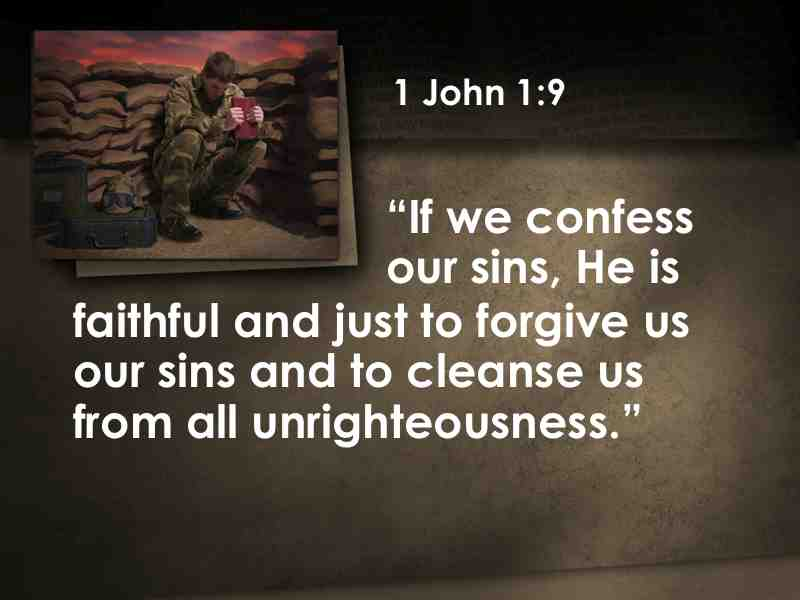 1 John 1:9
“If we confess
our sins, He is
faithful and just to forgive us
our sins and to cleanse us
from all unrighteousness.”